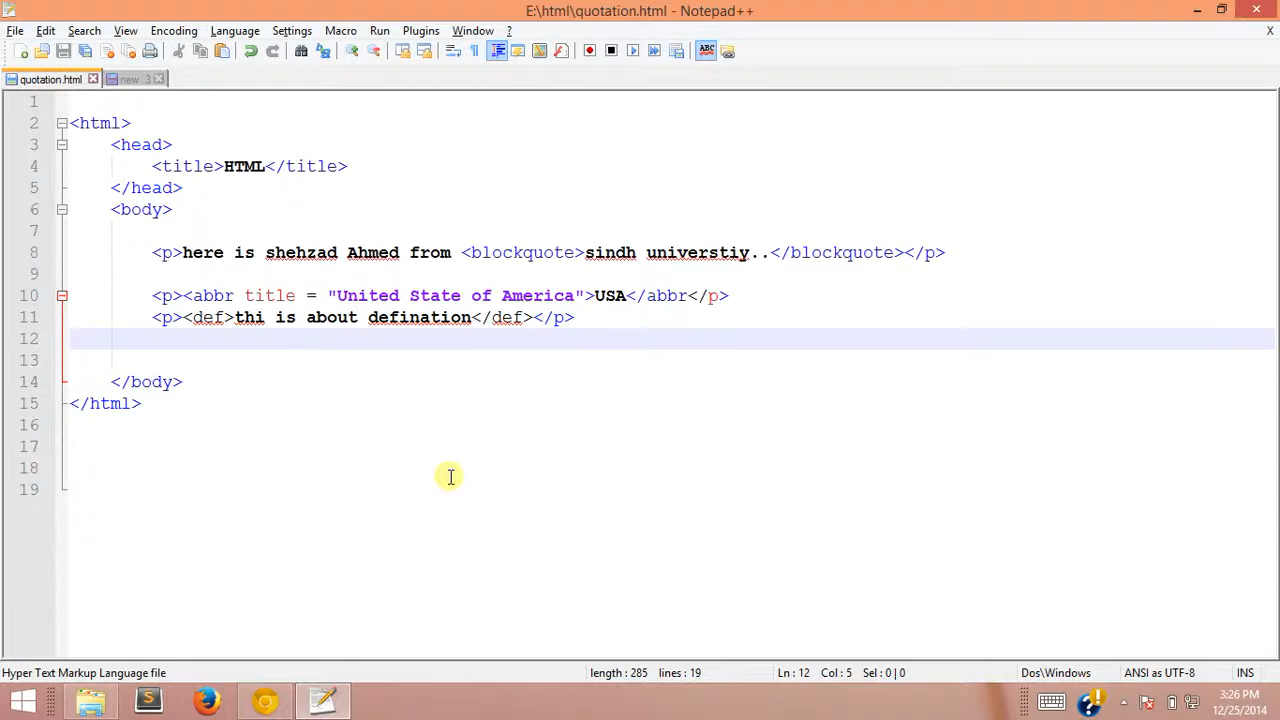 E:\html\quotation.html - Notepad++
File Edit Search View Encoding Language Settings Macro Run Plugins Window ? X
ABC
quotation.html new 3
1
2 <html>
3 <head>
4 <title>HTML</title>
5 </head>
6 <body>
7
8 <p>here is shehzad Ahmed from <blockquote>sindh universtiy..</blockquote></p>
9
10 <p><abbr title = "United State of America">USA</abbr</p>
11 <p><def>thi is about defination</def></p>
12
13
14 </body>
15 </html>
16
17
18
19
Hyper Text Markup Language file length : 285 lines : 19 Ln : 12 Col : 5 Sel : 0 | 0 Dos\Windows ANSI as UTF-8 INS
3:26 PM
12/25/2014